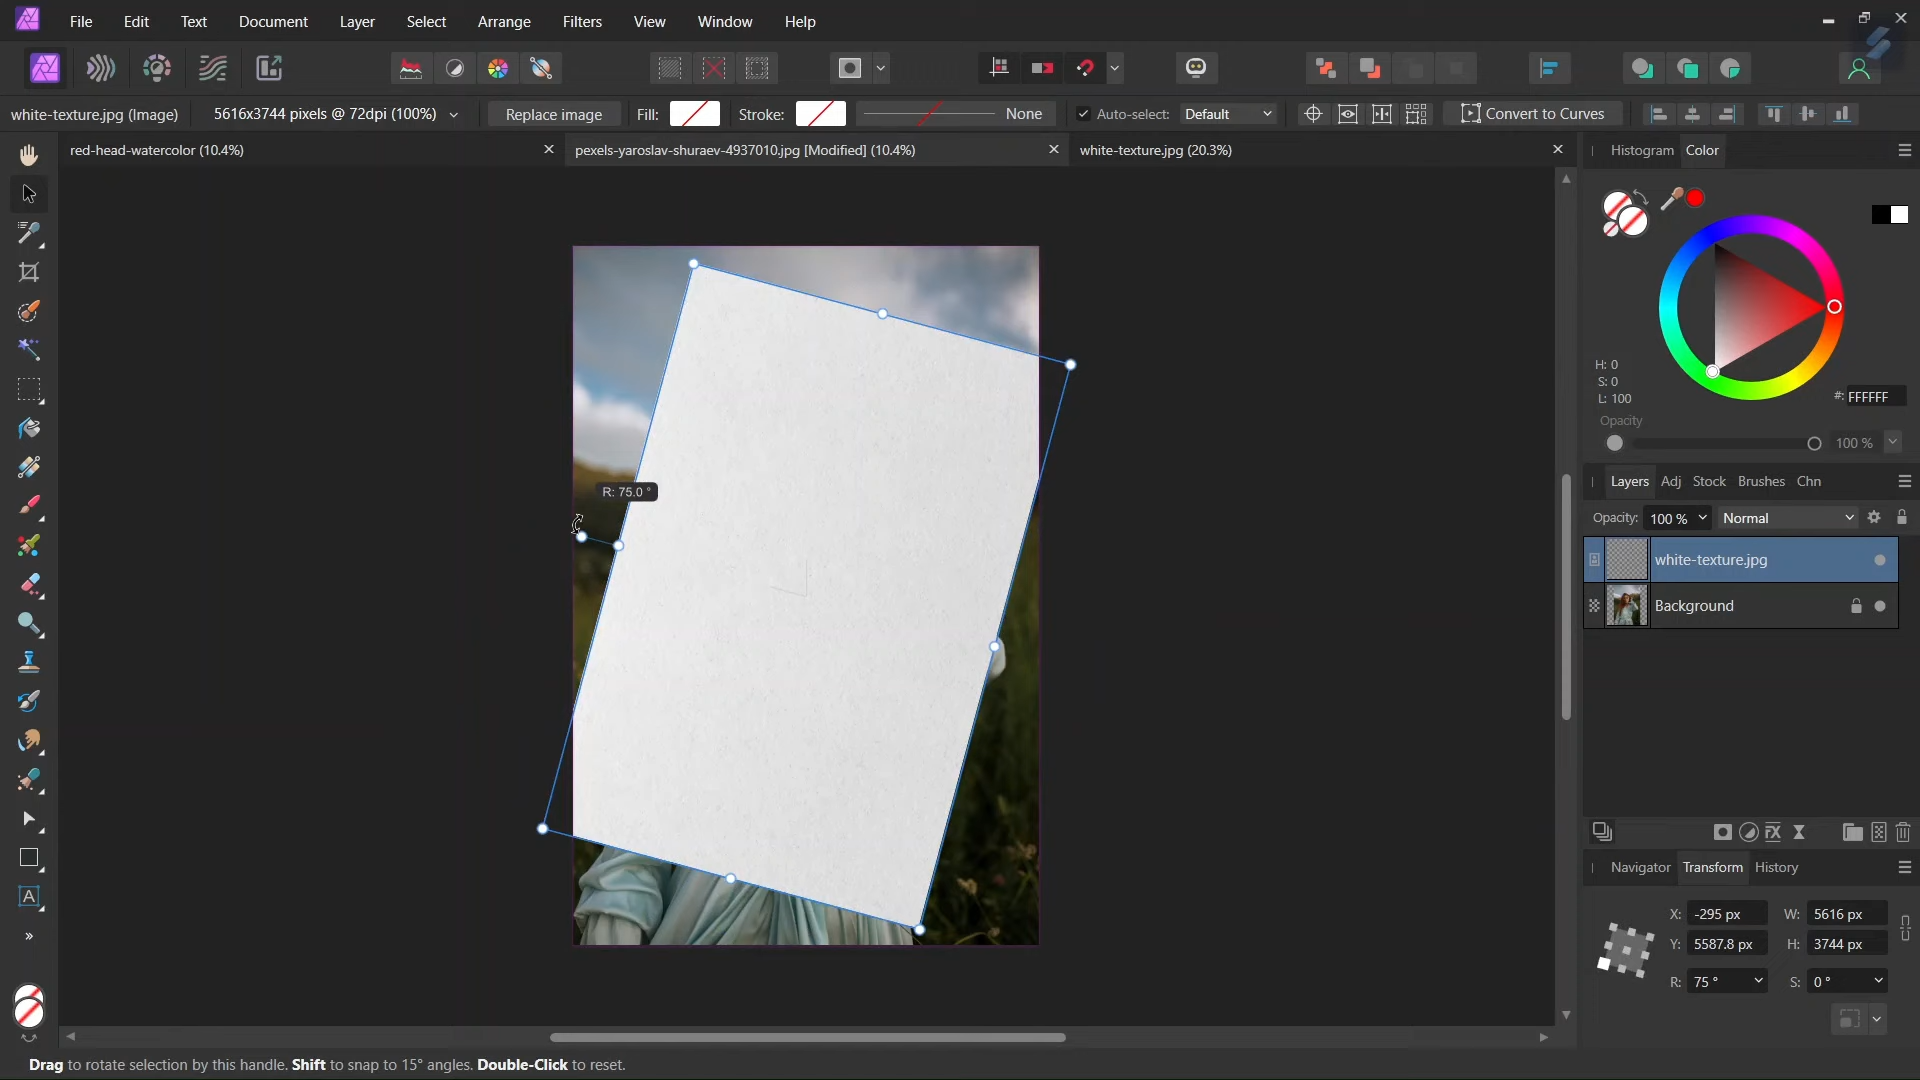 File Edit Text Document Layer Select Arrange Filters View Window Help
white-texture.jpg (Image) 5616x3744 pixels @ 72dpi (100%) Replace image Fill: Stroke: None Auto-select: Default Convert to Curves
red-head-watercolor (10.4%) pexels-yaroslav-shuraev-4937010.jpg [Modified] (10.4%) white-texture.jpg (20.3%)
Histogram Color
H: 0
S: 0
L: 100
#: FFFFFF
Opacity
100 %
R: 75.0 °
Layers Adj Stock Brushes Chn
Opacity: 100 % Normal
white-texture.jpg
Background
FX
Navigator Transform History
X: -295 px W: 5616 px
Y: 5587.8 px H: 3744 px
R: 75 ° S: 0 °
A
Drag to rotate selection by this handle. Shift to snap to 15° angles. Double-Click to reset.